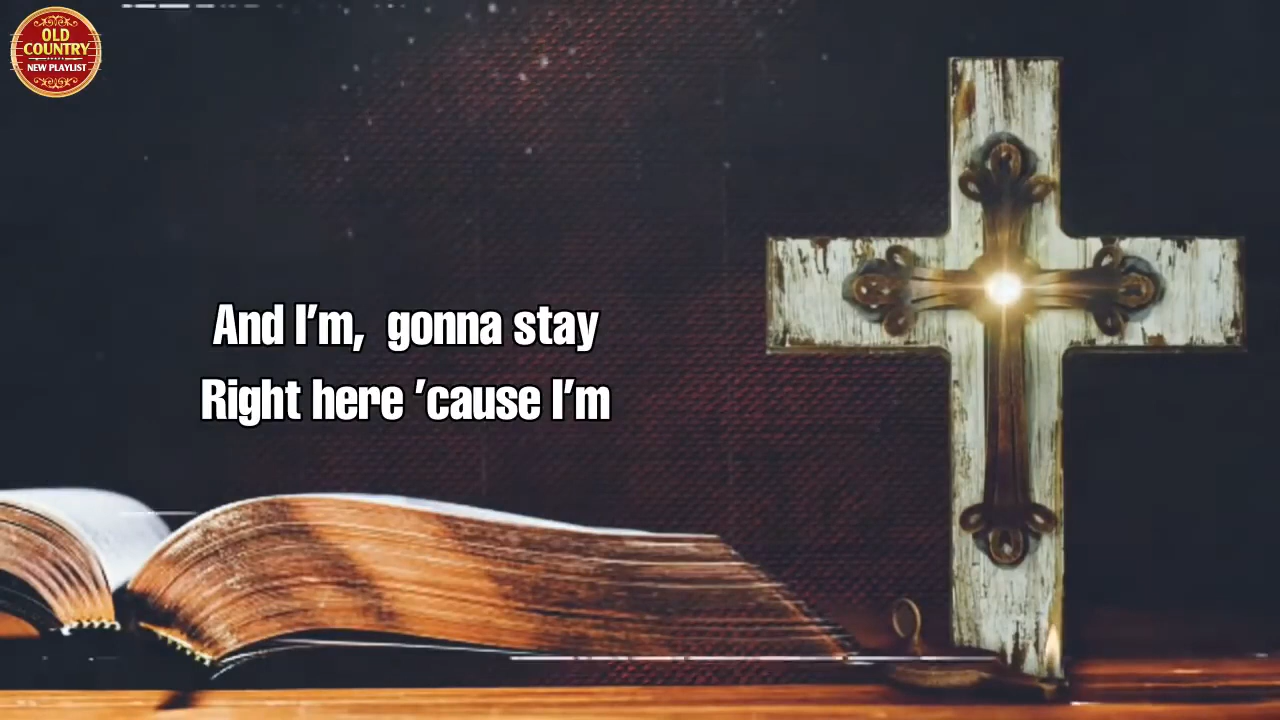 OLD
COUNTRY
NEW PLAYLIST
And I'm,  gonna stay
Right here 'cause I'm